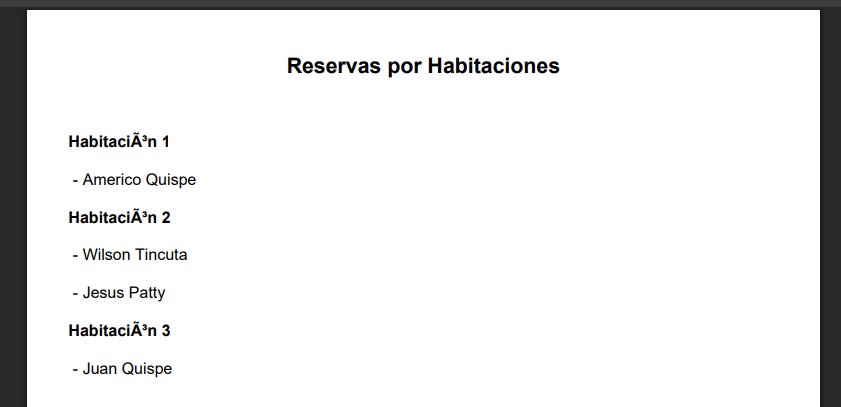 Reservas por Habitaciones
HabitaciÃ³n 1
- Americo Quispe
HabitaciÃ³n 2
- Wilson Tincuta
- Jesus Patty
HabitaciÃ³n 3
- Juan Quispe